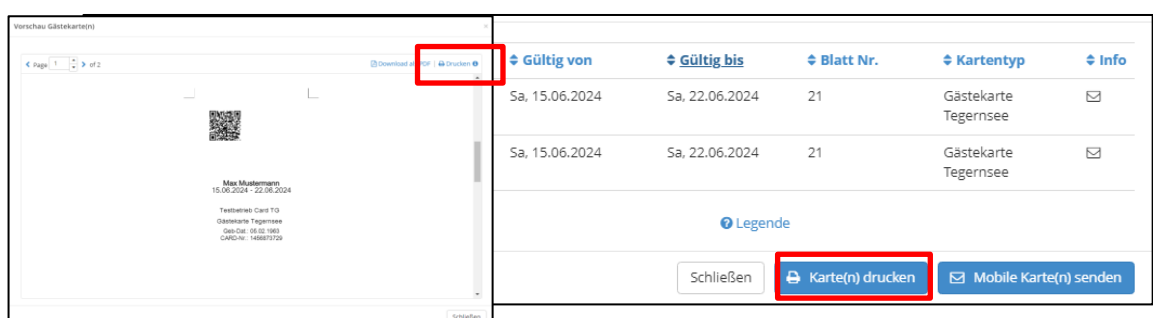 Vorschau Gästekarte(n)
Page 1 of 2
Download als PDF | Drucken
Max Mustermann
15.06.2024 - 22.06.2024
Testbetrieb Card TG
Gästekarte Tegernsee
Geb-Dat.: 05.02.1963
CARD-Nr.: 1456873729
Schließen
Gültig von Gültig bis Blatt Nr. Kartentyp Info
Sa, 15.06.2024 Sa, 22.06.2024 21 Gästekarte
Tegernsee
Sa, 15.06.2024 Sa, 22.06.2024 21 Gästekarte
Tegernsee
Legende
Schließen Karte(n) drucken Mobile Karte(n) senden